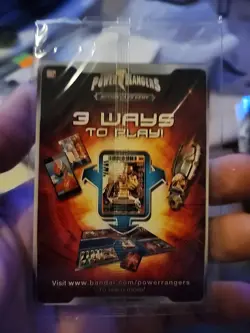 POWER RANGERS
3 WAYS
TO PLAY!
Visit www.bandai.com/powerrangers